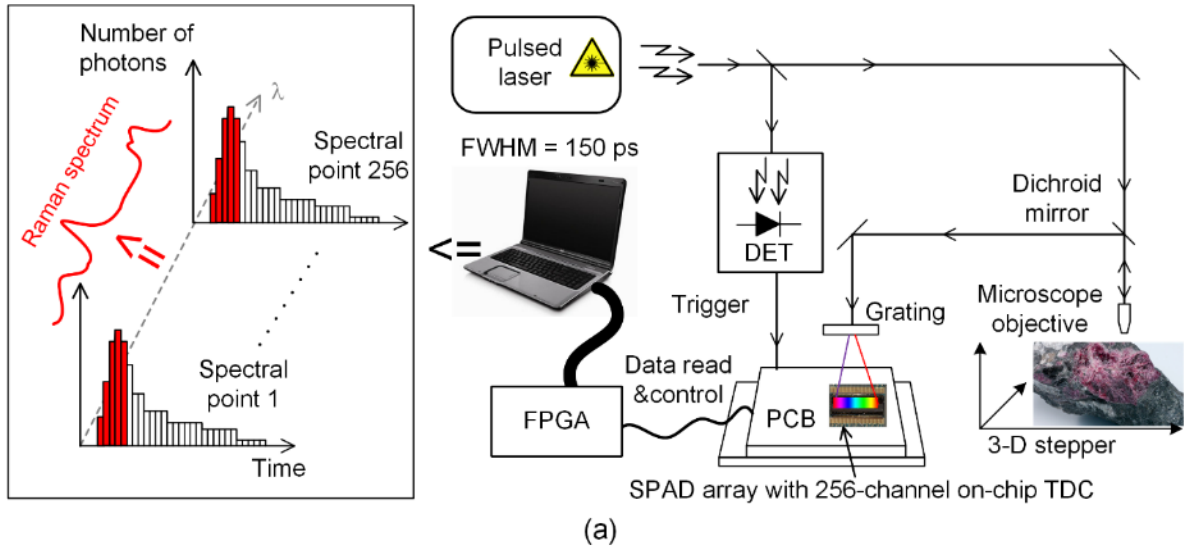 Number of
photons
λ
Spectral
point 256
Raman spectrum
Spectral
point 1
Time
Pulsed
laser
FWHM = 150 ps
<=
DET
Trigger
Dichroid
mirror
Grating
Microscope
objective
Data read
&control
FPGA
PCB
3-D stepper
SPAD array with 256-channel on-chip TDC
(a)